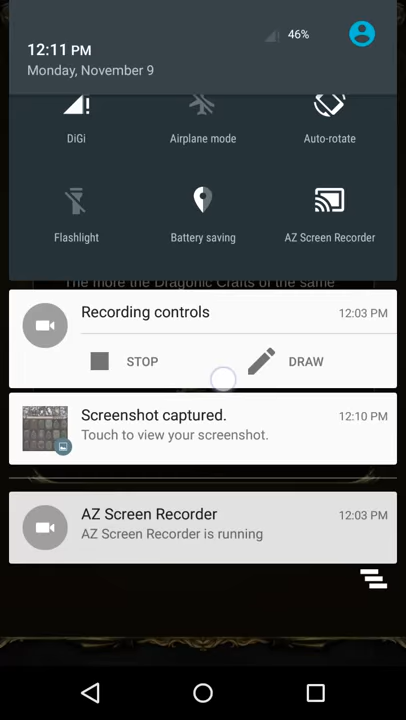 46%
12:11 PM
Monday, November 9
DiGi
Airplane mode
Auto-rotate
Flashlight
Battery saving
AZ Screen Recorder
The more the Dragonic Crafts of the same
Recording controls
12:03 PM
STOP
DRAW
Screenshot captured.
12:10 PM
Touch to view your screenshot.
AZ Screen Recorder
12:03 PM
AZ Screen Recorder is running